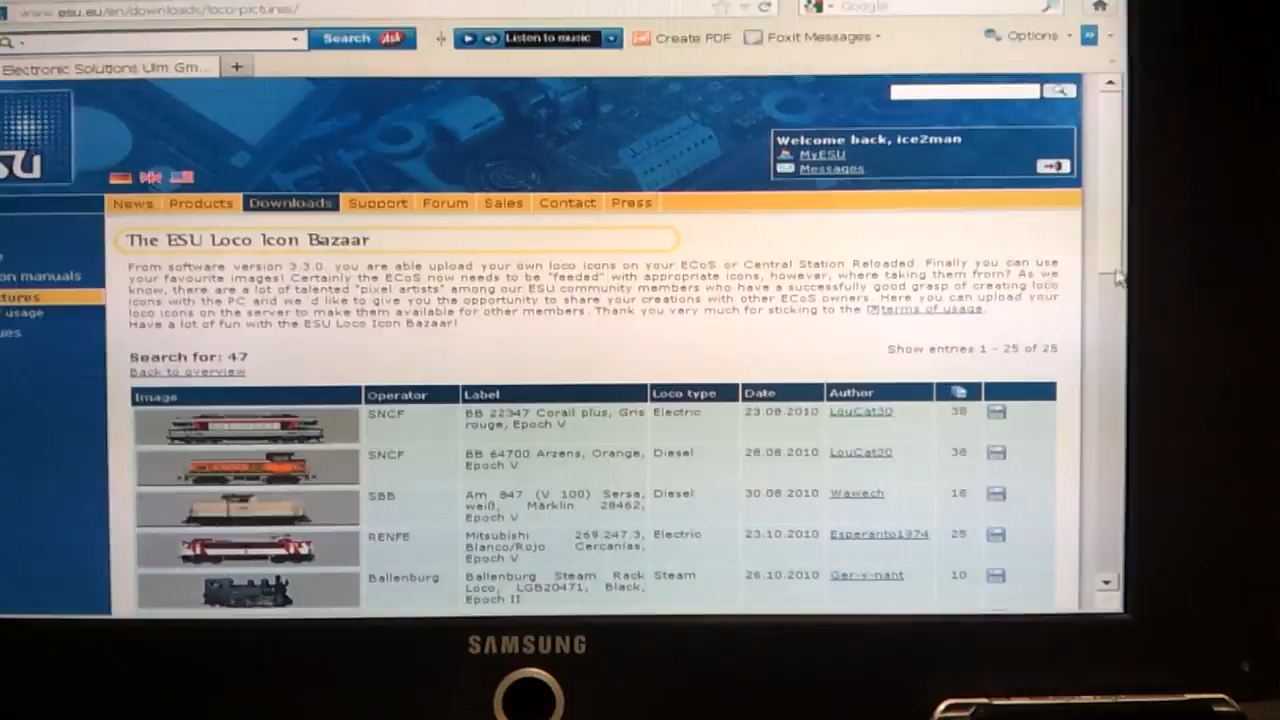 www.esu.eu/en/downloads/loco-pictures/
Google
Search Ask
Listen to music
Create PDF
Foxit Messages
Options
Electronic Solutions Ulm Gm...
Welcome back, ice2man
MyESU
Messages
News Products Downloads Support Forum Sales Contact Press
on manuals
tures
usage
ues
The ESU Loco Icon Bazaar
From software version 3.3.0. you are able upload your own loco icons on your ECoS or Central Station Reloaded. Finally you can use
your favourite images! Certainly the ECoS now needs to be "feeded" with appropriate icons, however, where taking them from? As we
know, there are a lot of talented "pixel artists" among our ESU community members who have a successfully good grasp of creating loco
icons with the PC and we'd like to give you the opportunity to share your creations with other ECoS owners. Here you can upload your
loco icons on the server to make them available for other members. Thank you very much for sticking to the terms of usage.
Have a lot of fun with the ESU Loco Icon Bazaar!
Search for: 47
Show entries 1 - 25 of 25
Back to overview
Image Operator Label Loco type Date Author
SNCF BB 22347 Corail plus, Gris Electric 23.08.2010 LouCat30 38
rouge, Epoch V
SNCF BB 64700 Arzens, Orange, Diesel 28.08.2010 LouCat30 36
Epoch V
SBB Am 847 (V 100) Sersa, Diesel 30.08.2010 Wawech 16
weiß, Märklin 28462,
Epoch V
RENFE Mitsubishi 269 247 3, Electric 23.10.2010 Esperanto1974 25
Blanco/Rojo Cercanias,
Epoch V
Ballenburg Ballenburg Steam Rack Steam 26.10.2010 Ger-y-nant 10
Loco, LGB20471, Black,
Epoch II
SAMSUNG